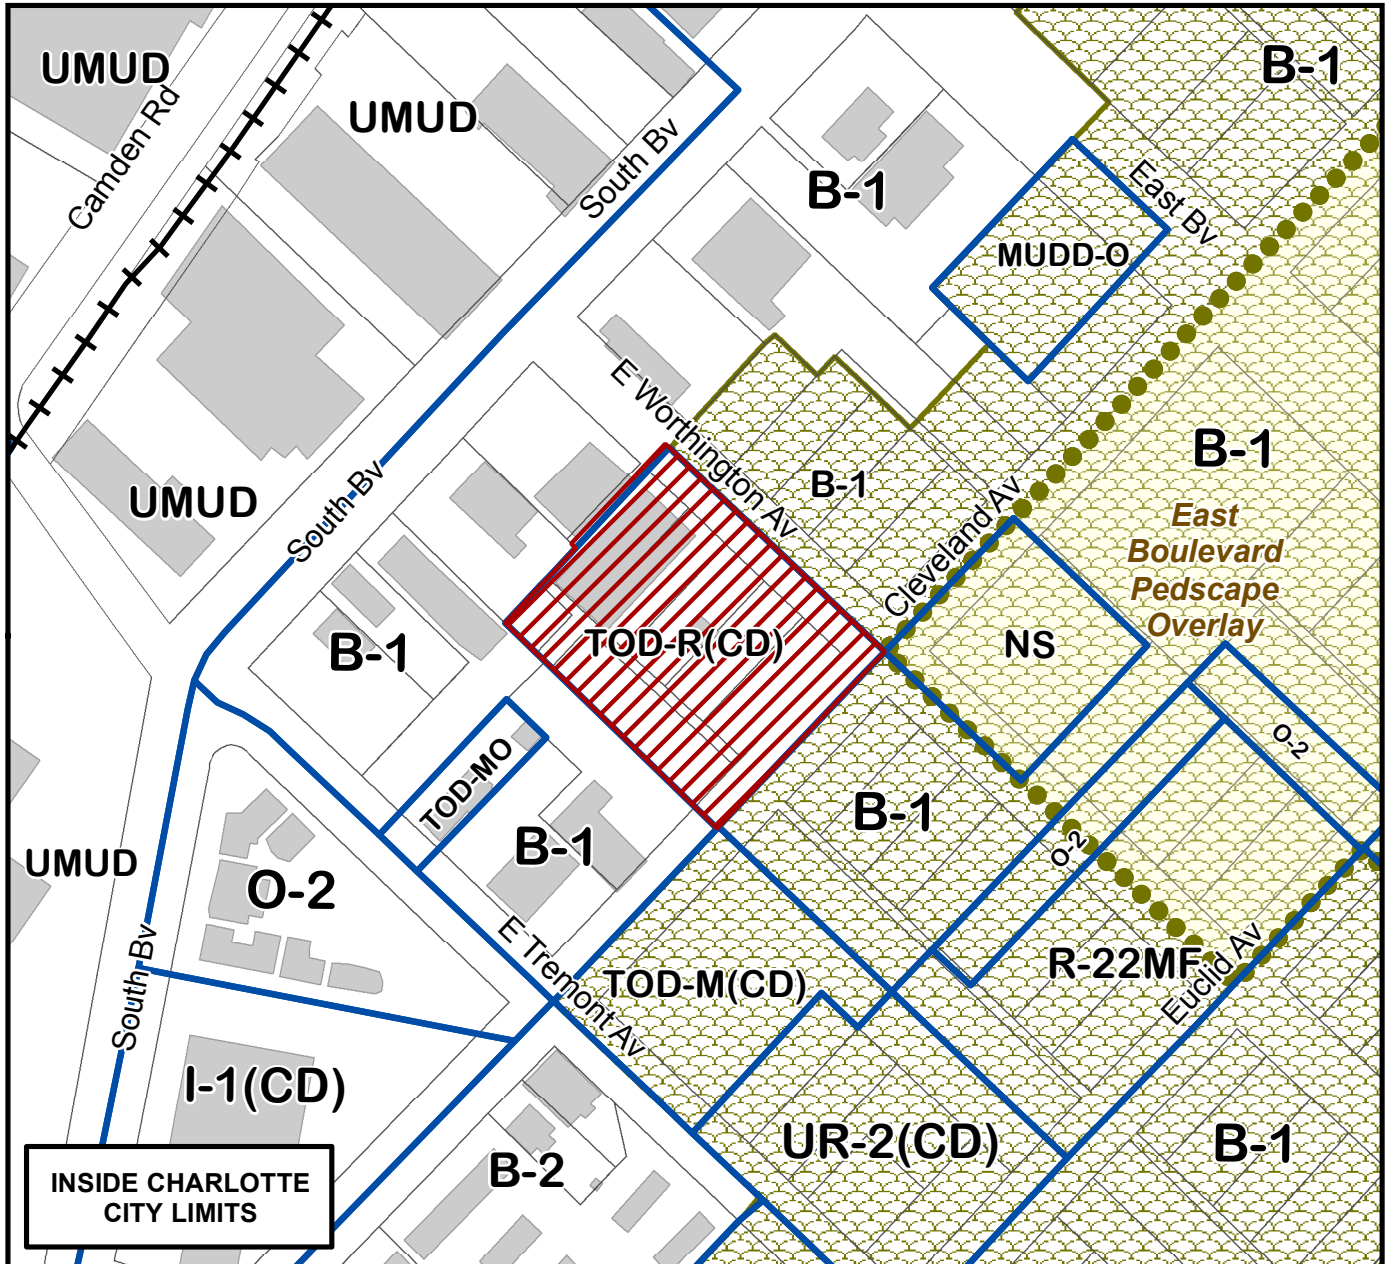 UMUD
Camden Rd
UMUD
South Bv
B-1
B-1
East Bv
MUDD-O
E Worthington Av
B-1
B-1
UMUD
South Bv
Cleveland Av
East
Boulevard
Pedscape
Overlay
B-1
TOD-R(CD)
NS
TOD-MO
O-2
B-1
B-1
O-2
UMUD
O-2
South Bv
E Tremont Av
TOD-M(CD)
R-22MF
Euclid Av
I-1(CD)
UR-2(CD)
B-1
B-2
INSIDE CHARLOTTE
CITY LIMITS